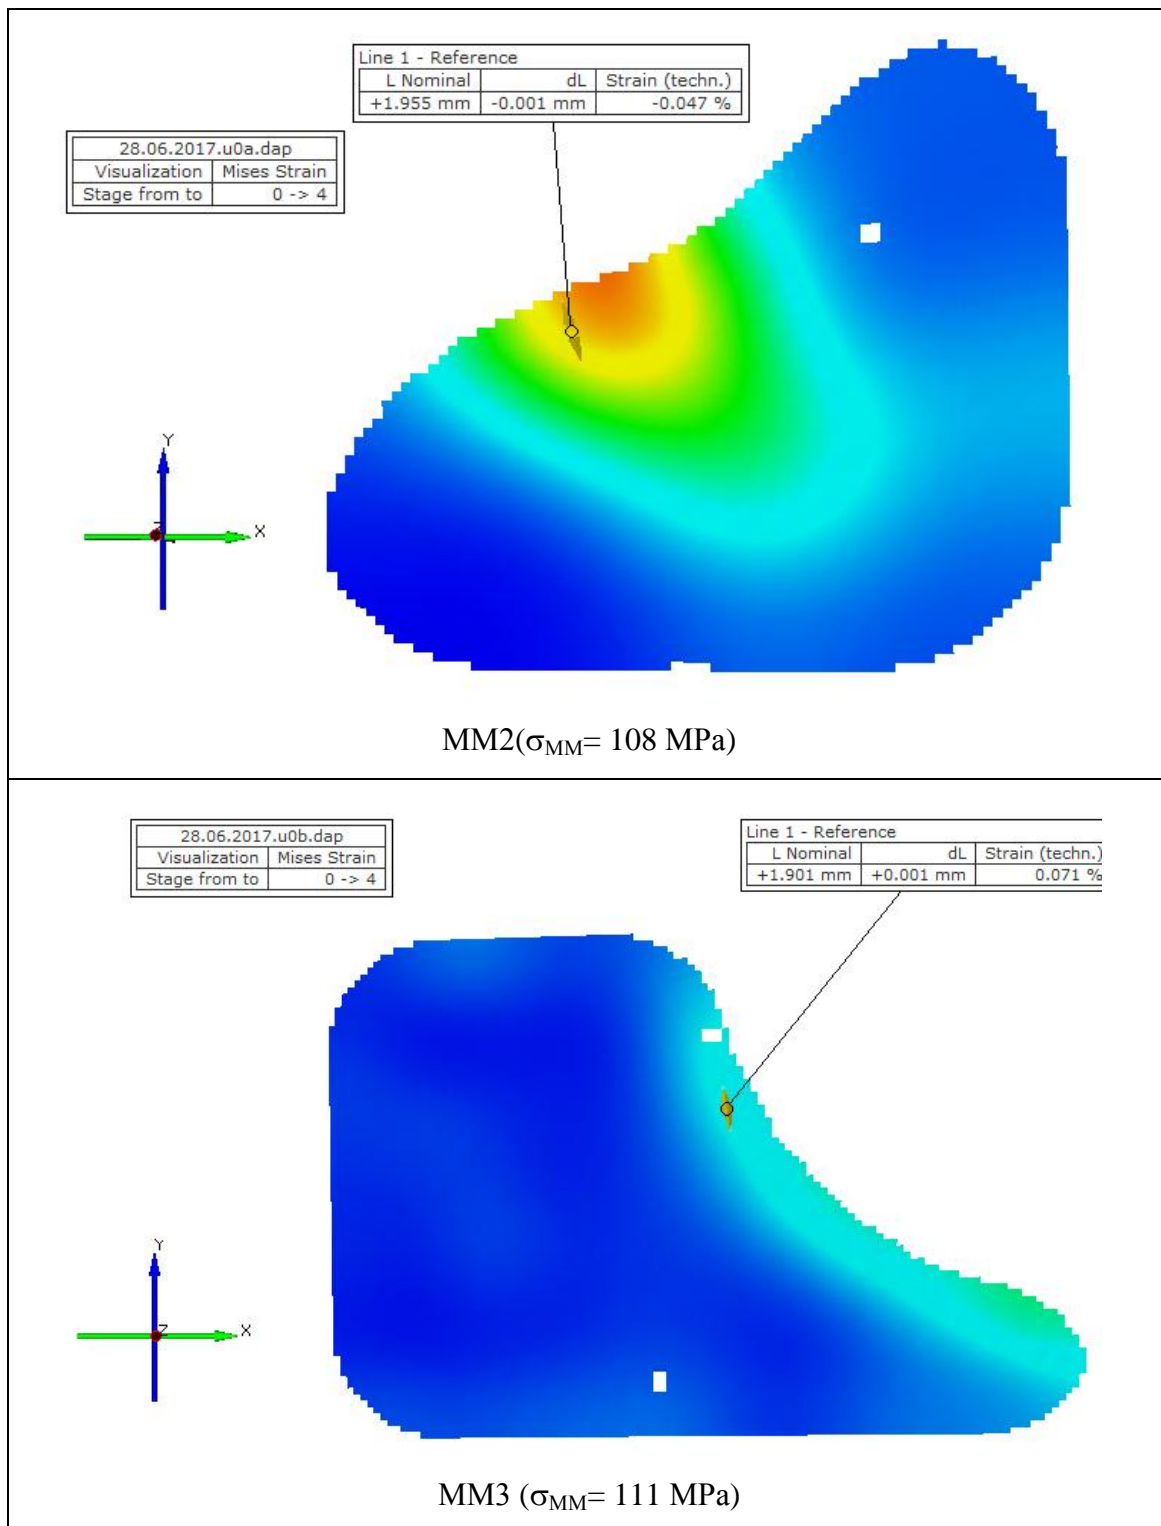 Line 1 - Reference
L Nominal dL Strain (techn.)
+1.955 mm -0.001 mm -0.047 %
28.06.2017.u0a.dap
Visualization Mises Strain
Stage from to 0 -> 4
Y
Z
X
MM2(σMM= 108 MPa)
28.06.2017.u0b.dap
Visualization Mises Strain
Stage from to 0 -> 4
Line 1 - Reference
L Nominal dL Strain (techn.)
+1.901 mm +0.001 mm 0.071 %
Y
Z
X
MM3 (σMM= 111 MPa)